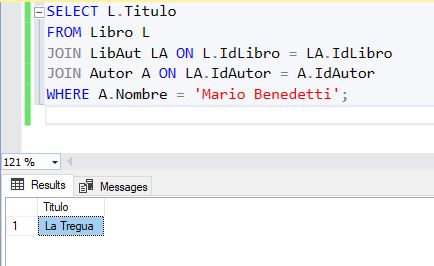 SELECT L.Titulo
FROM Libro L
JOIN LibAut LA ON L.IdLibro = LA.IdLibro
JOIN Autor A ON LA.IdAutor = A.IdAutor
WHERE A.Nombre = 'Mario Benedetti';
121 %
Results Messages
Titulo
1 La Tregua